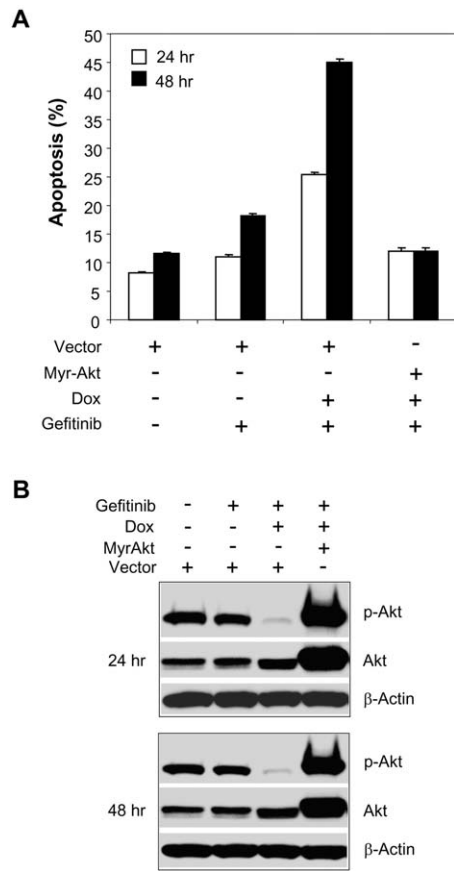 A
50
45
40
35
30
25
20
15
10
5
0
Apoptosis (%)
24 hr
48 hr
Vector + + + -
Myr-Akt - - - +
Dox - - + +
Gefitinib - + + +
B
Gefitinib - + + +
Dox - - + +
MyrAkt - - - +
Vector + + + -
p-Akt
24 hr Akt
β-Actin
p-Akt
48 hr Akt
β-Actin